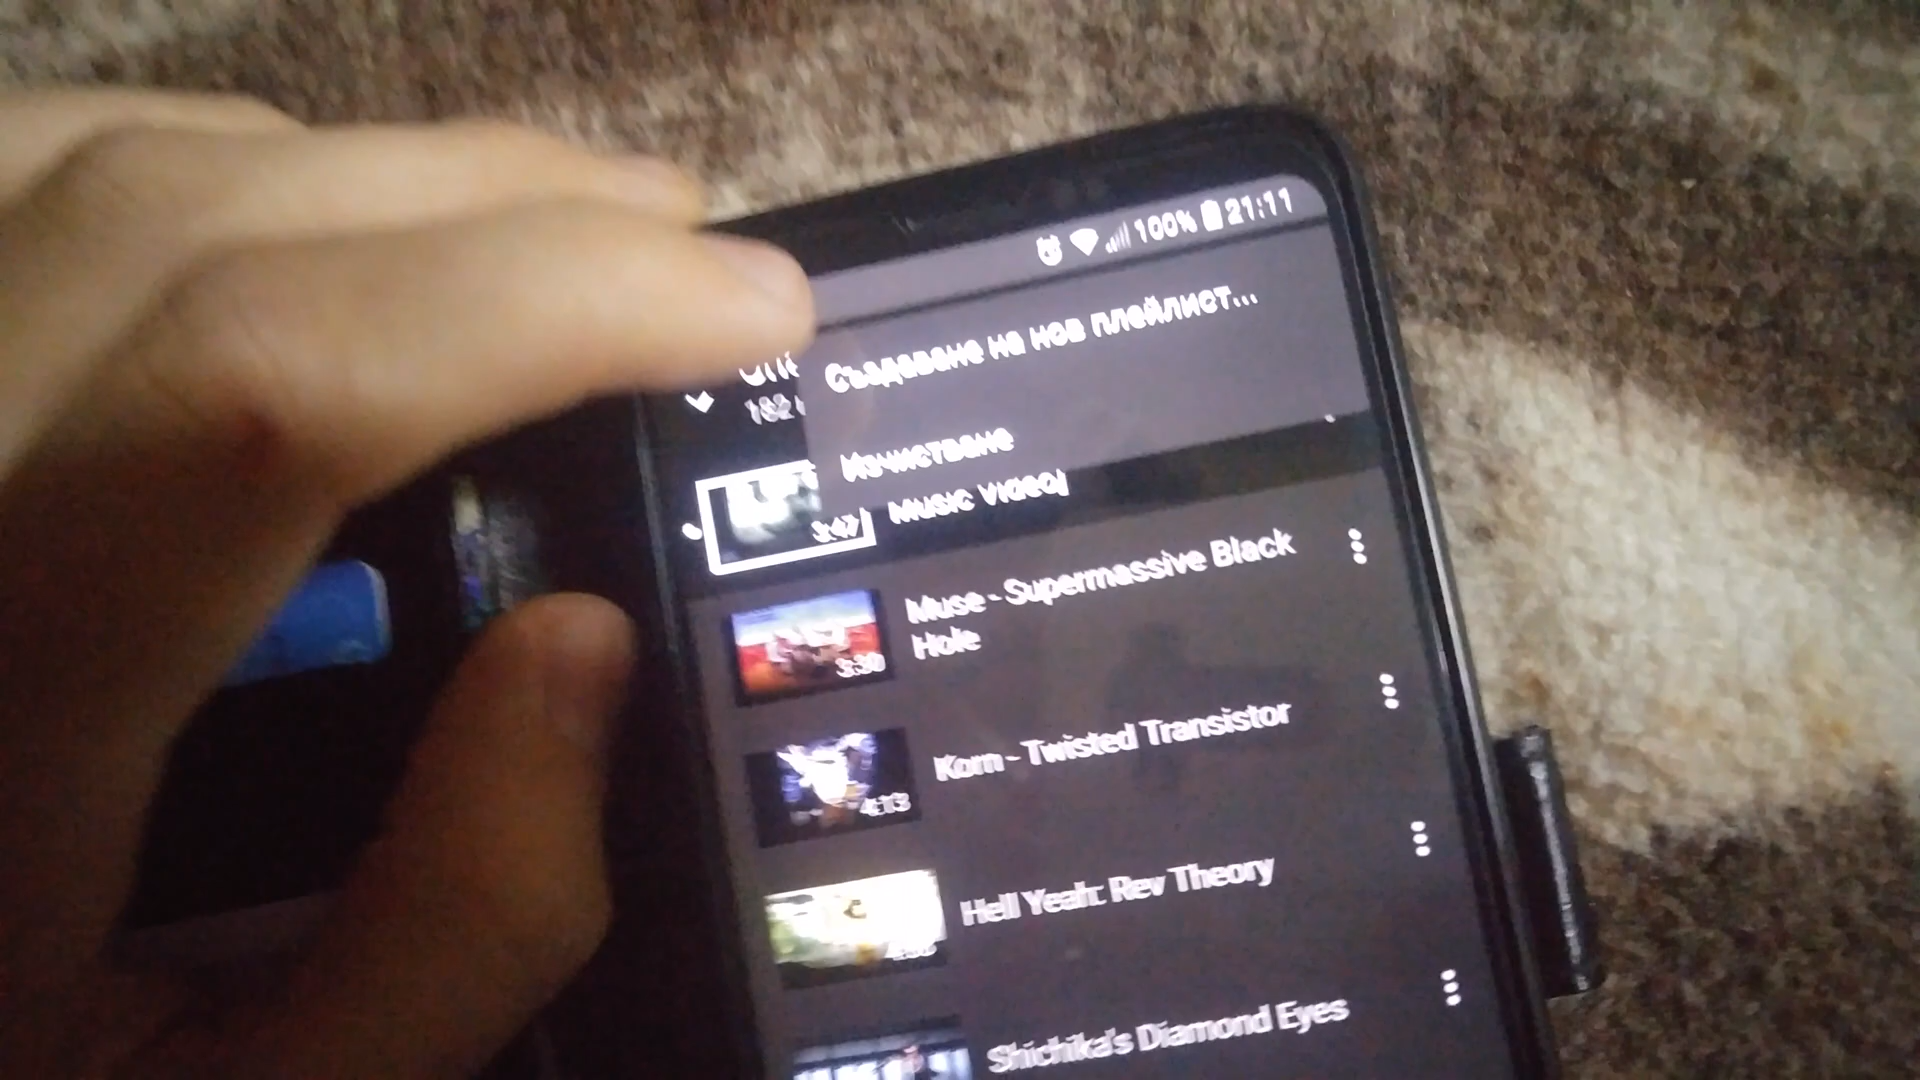 100% 21:11
Създаване на нов плейлист...
Изчистване
3:47
Music Video]
Muse - Supermassive Black
Hole
3:30
Korn - Twisted Transistor
4:13
Hell Yeah: Rev Theory
Shichika's Diamond Eyes